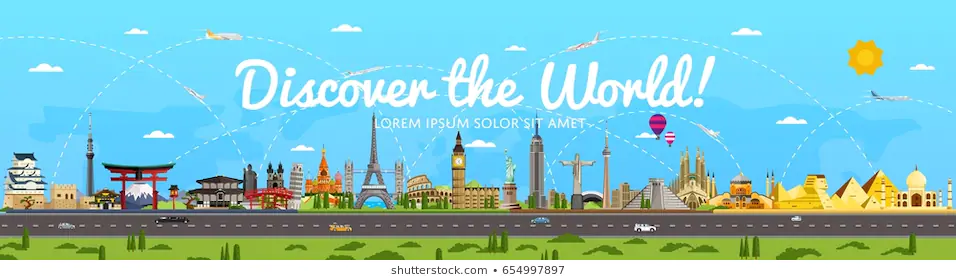 Discover the World!
LOREM IPSUM SOLOR SIT AMET
shutterstock.com • 654997897